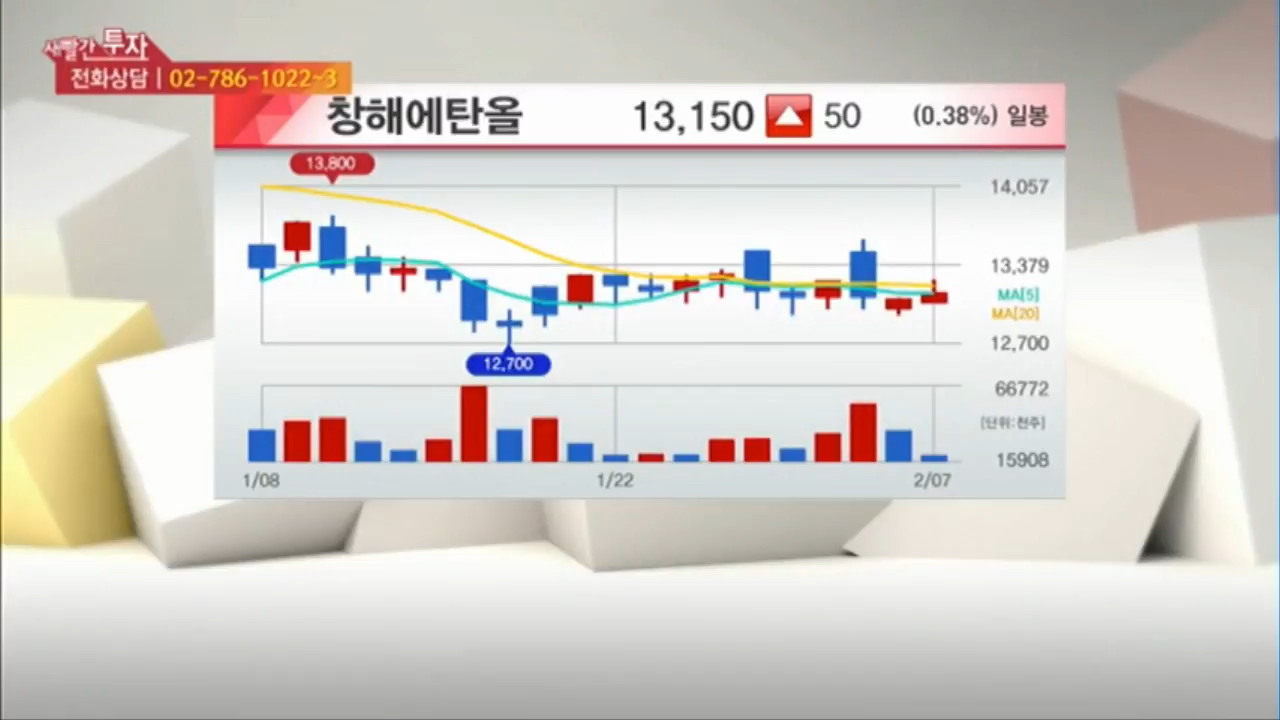 새빨간 투자
전화상담 | 02-786-1022~3
창해에탄올 13,150 50 (0.38%) 일봉
13,800
14,057
13,379
MA[5]
MA[20]
12,700
12,700
66772
[단위:천주]
15908
1/08 1/22 2/07